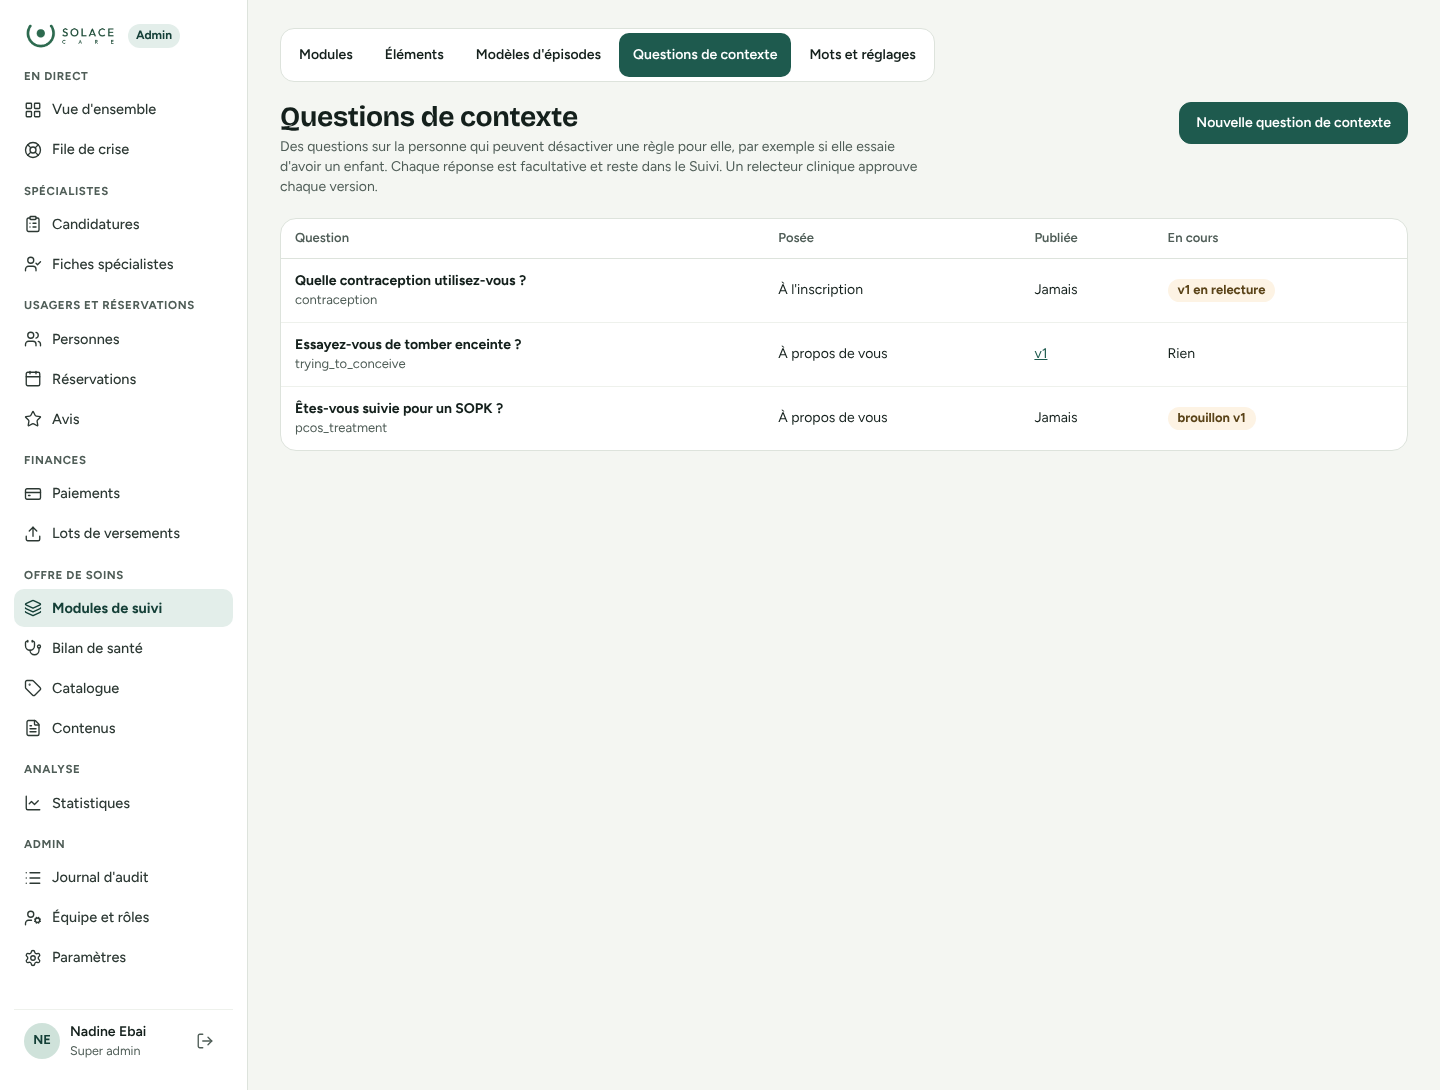 SOLACE
CARE
Admin
EN DIRECT
Vue d'ensemble
File de crise
SPÉCIALISTES
Candidatures
Fiches spécialistes
USAGERS ET RÉSERVATIONS
Personnes
Réservations
Avis
FINANCES
Paiements
Lots de versements
OFFRE DE SOINS
Modules de suivi
Bilan de santé
Catalogue
Contenus
ANALYSE
Statistiques
ADMIN
Journal d'audit
Équipe et rôles
Paramètres
NE
Nadine Ebai
Super admin
Modules Éléments Modèles d'épisodes Questions de contexte Mots et réglages
Questions de contexte
Nouvelle question de contexte
Des questions sur la personne qui peuvent désactiver une règle pour elle, par exemple si elle essaie
d'avoir un enfant. Chaque réponse est facultative et reste dans le Suivi. Un relecteur clinique approuve
chaque version.
Question Posée Publiée En cours
Quelle contraception utilisez-vous ?
contraception
À l'inscription Jamais v1 en relecture
Essayez-vous de tomber enceinte ?
trying_to_conceive
À propos de vous v1 Rien
Êtes-vous suivie pour un SOPK ?
pcos_treatment
À propos de vous Jamais brouillon v1